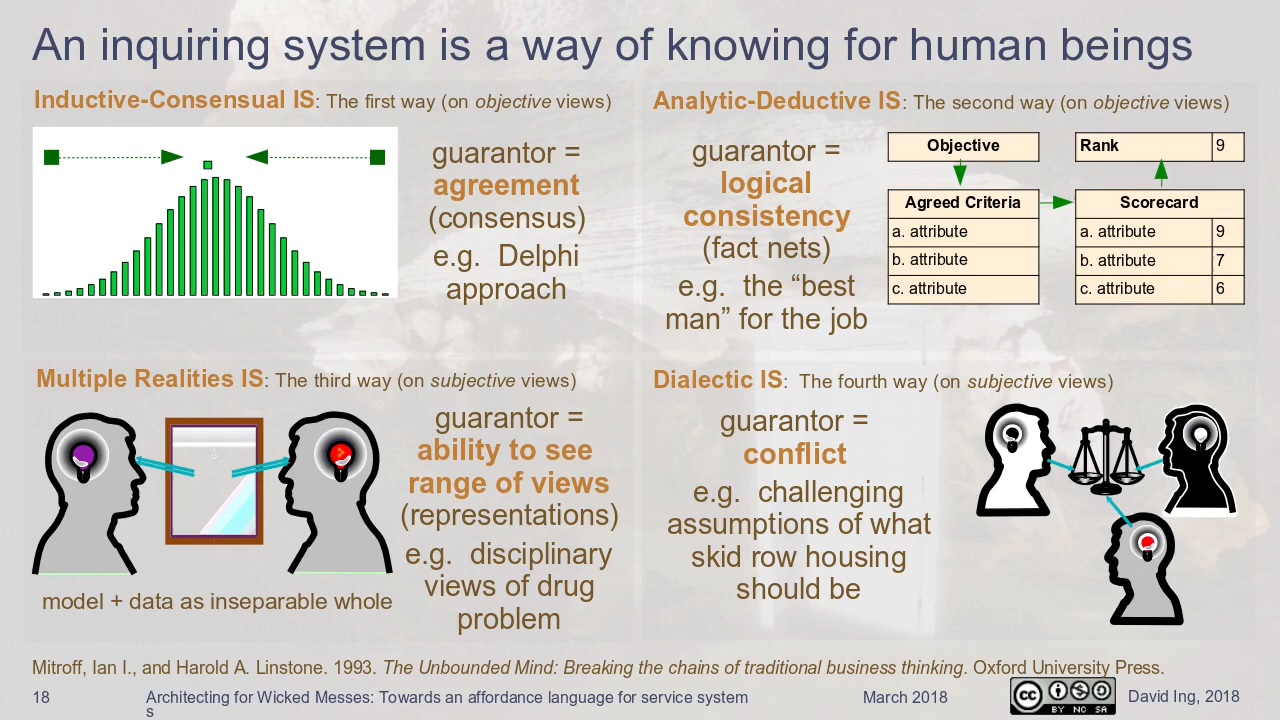 An inquiring system is a way of knowing for human beings
Inductive-Consensual IS: The first way (on objective views)
guarantor =
agreement
(consensus)
e.g. Delphi
approach
Analytic-Deductive IS: The second way (on objective views)
guarantor =
logical
consistency
(fact nets)
e.g. the “best
man” for the job
Objective
Agreed Criteria
a. attribute
b. attribute
c. attribute
Rank 9
Scorecard
a. attribute 9
b. attribute 7
c. attribute 6
Multiple Realities IS: The third way (on subjective views)
model + data as inseparable whole
guarantor =
ability to see
range of views
(representations)
e.g. disciplinary
views of drug
problem
Dialectic IS: The fourth way (on subjective views)
guarantor =
conflict
e.g. challenging
assumptions of what
skid row housing
should be
Mitroff, Ian I., and Harold A. Linstone. 1993. The Unbounded Mind: Breaking the chains of traditional business thinking. Oxford University Press.
18
Architecting for Wicked Messes: Towards an affordance language for service system
s
March 2018
cc
BY NC SA
David Ing, 2018